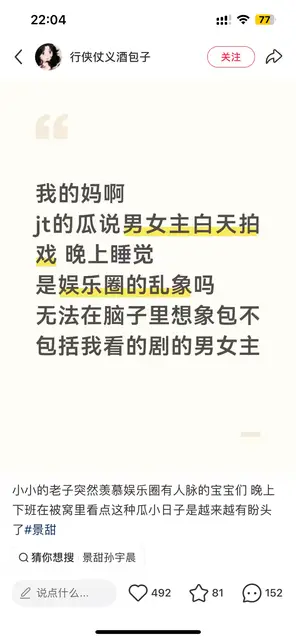 22:04
77
行侠仗义酒包子
关注
我的妈啊
jt的瓜说男女主白天拍
戏 晚上睡觉
是娱乐圈的乱象吗
无法在脑子里想象包不
包括我看的剧的男女主
小小的老子突然羡慕娱乐圈有人脉的宝宝们 晚上
下班在被窝里看点这种瓜小日子是越来越有盼头
了#景甜
猜你想搜
景甜孙宇晨
说点什么...
492
81
152